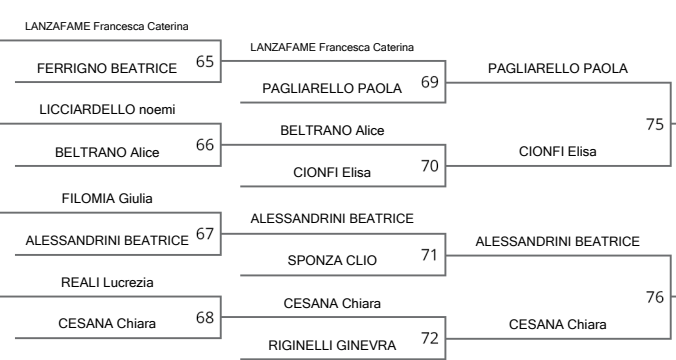 LANZAFAME Francesca Caterina
FERRIGNO BEATRICE
65
LICCIARDELLO noemi
BELTRANO Alice
66
FILOMIA Giulia
ALESSANDRINI BEATRICE
67
REALI Lucrezia
CESANA Chiara
68
LANZAFAME Francesca Caterina
PAGLIARELLO PAOLA
69
BELTRANO Alice
CIONFI Elisa
70
ALESSANDRINI BEATRICE
SPONZA CLIO
71
CESANA Chiara
RIGINELLI GINEVRA
72
PAGLIARELLO PAOLA
CIONFI Elisa
75
ALESSANDRINI BEATRICE
CESANA Chiara
76